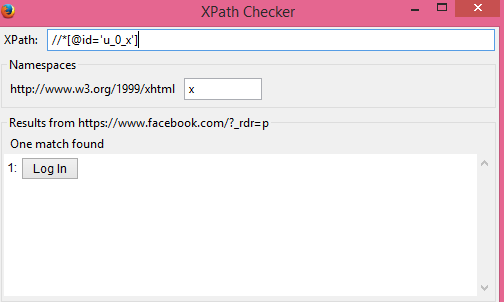 XPath Checker
XPath: //*[@id='u_0_x']
Namespaces
http://www.w3.org/1999/xhtml x
Results from https://www.facebook.com/?_rdr=p
One match found
1: Log In